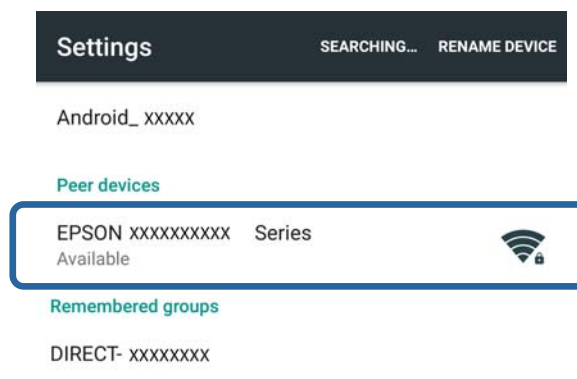 Settings SEARCHING... RENAME DEVICE
Android_ xxxxx
Peer devices
EPSON xxxxxxxxxx Series
Available
Remembered groups
DIRECT- xxxxxxxx